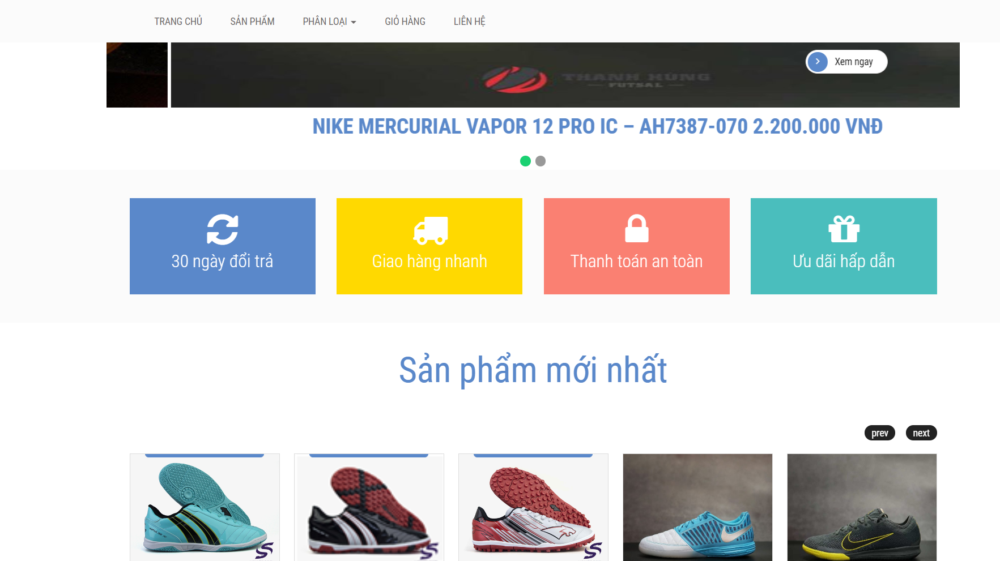 TRANG CHỦ SẢN PHẨM PHÂN LOẠI GIỎ HÀNG LIÊN HỆ
Xem ngay
THANH HÙNG
FUTSAL
NIKE MERCURIAL VAPOR 12 PRO IC – AH7387-070 2.200.000 VNĐ
30 ngày đổi trả
Giao hàng nhanh
Thanh toán an toàn
Ưu dãi hấp dẫn
Sản phẩm mới nhất
prev next